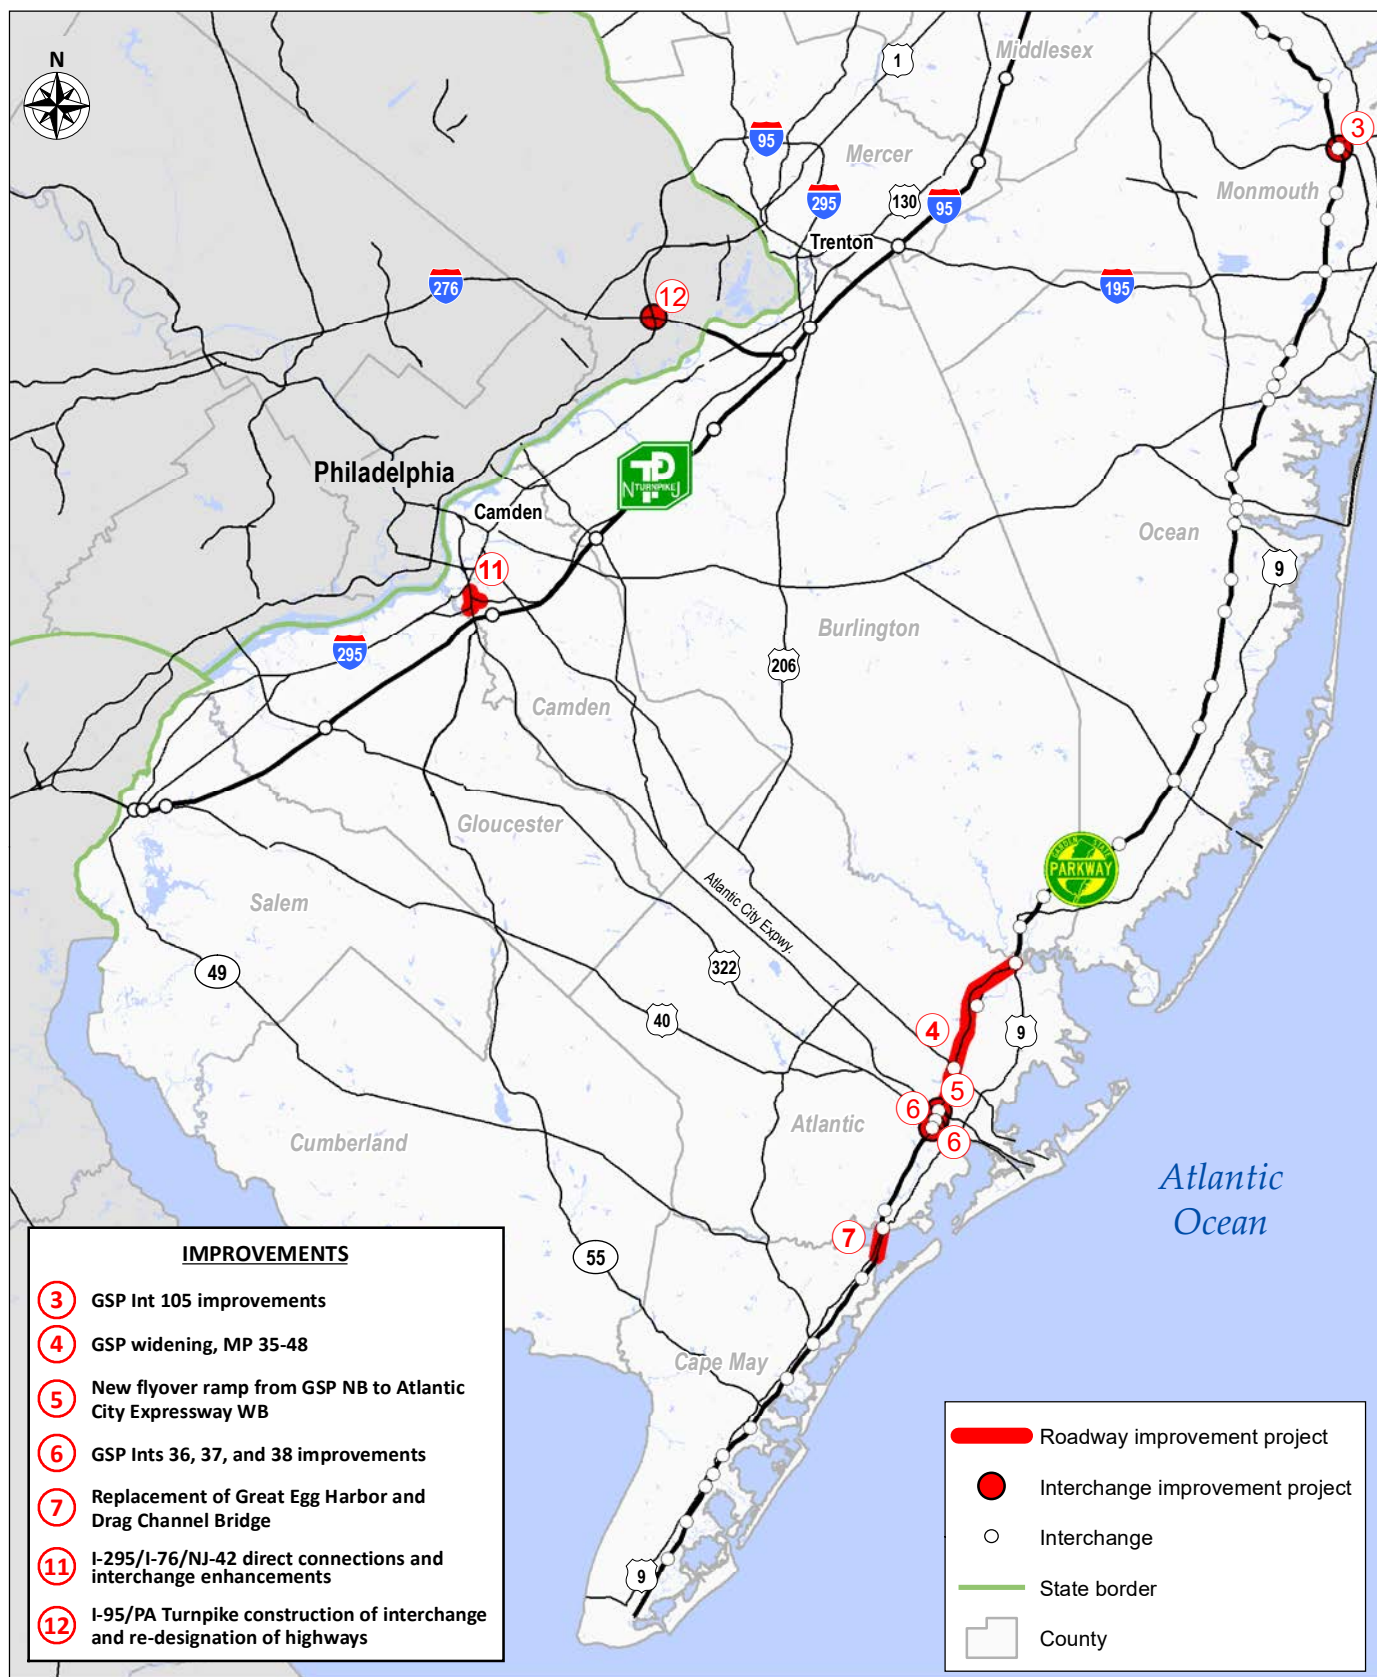 N
Middlesex
1
95
3
Mercer
295
130
95
Monmouth
Trenton
276
12
195
Philadelphia
TP
N TURNPIKE J
Camden
Ocean
9
11
Burlington
295
206
Camden
Gloucester
GARDEN STATE
PARKWAY
Salem
Atlantic City Expwy.
49
322
40
4
9
5
6
Atlantic
6
Cumberland
Atlantic
Ocean
7
55
Cape May
9
IMPROVEMENTS
3 GSP Int 105 improvements
4 GSP widening, MP 35-48
5 New flyover ramp from GSP NB to Atlantic
City Expressway WB
6 GSP Ints 36, 37, and 38 improvements
7 Replacement of Great Egg Harbor and
Drag Channel Bridge
11 I-295/I-76/NJ-42 direct connections and
interchange enhancements
12 I-95/PA Turnpike construction of interchange
and re-designation of highways
Roadway improvement project
Interchange improvement project
Interchange
State border
County